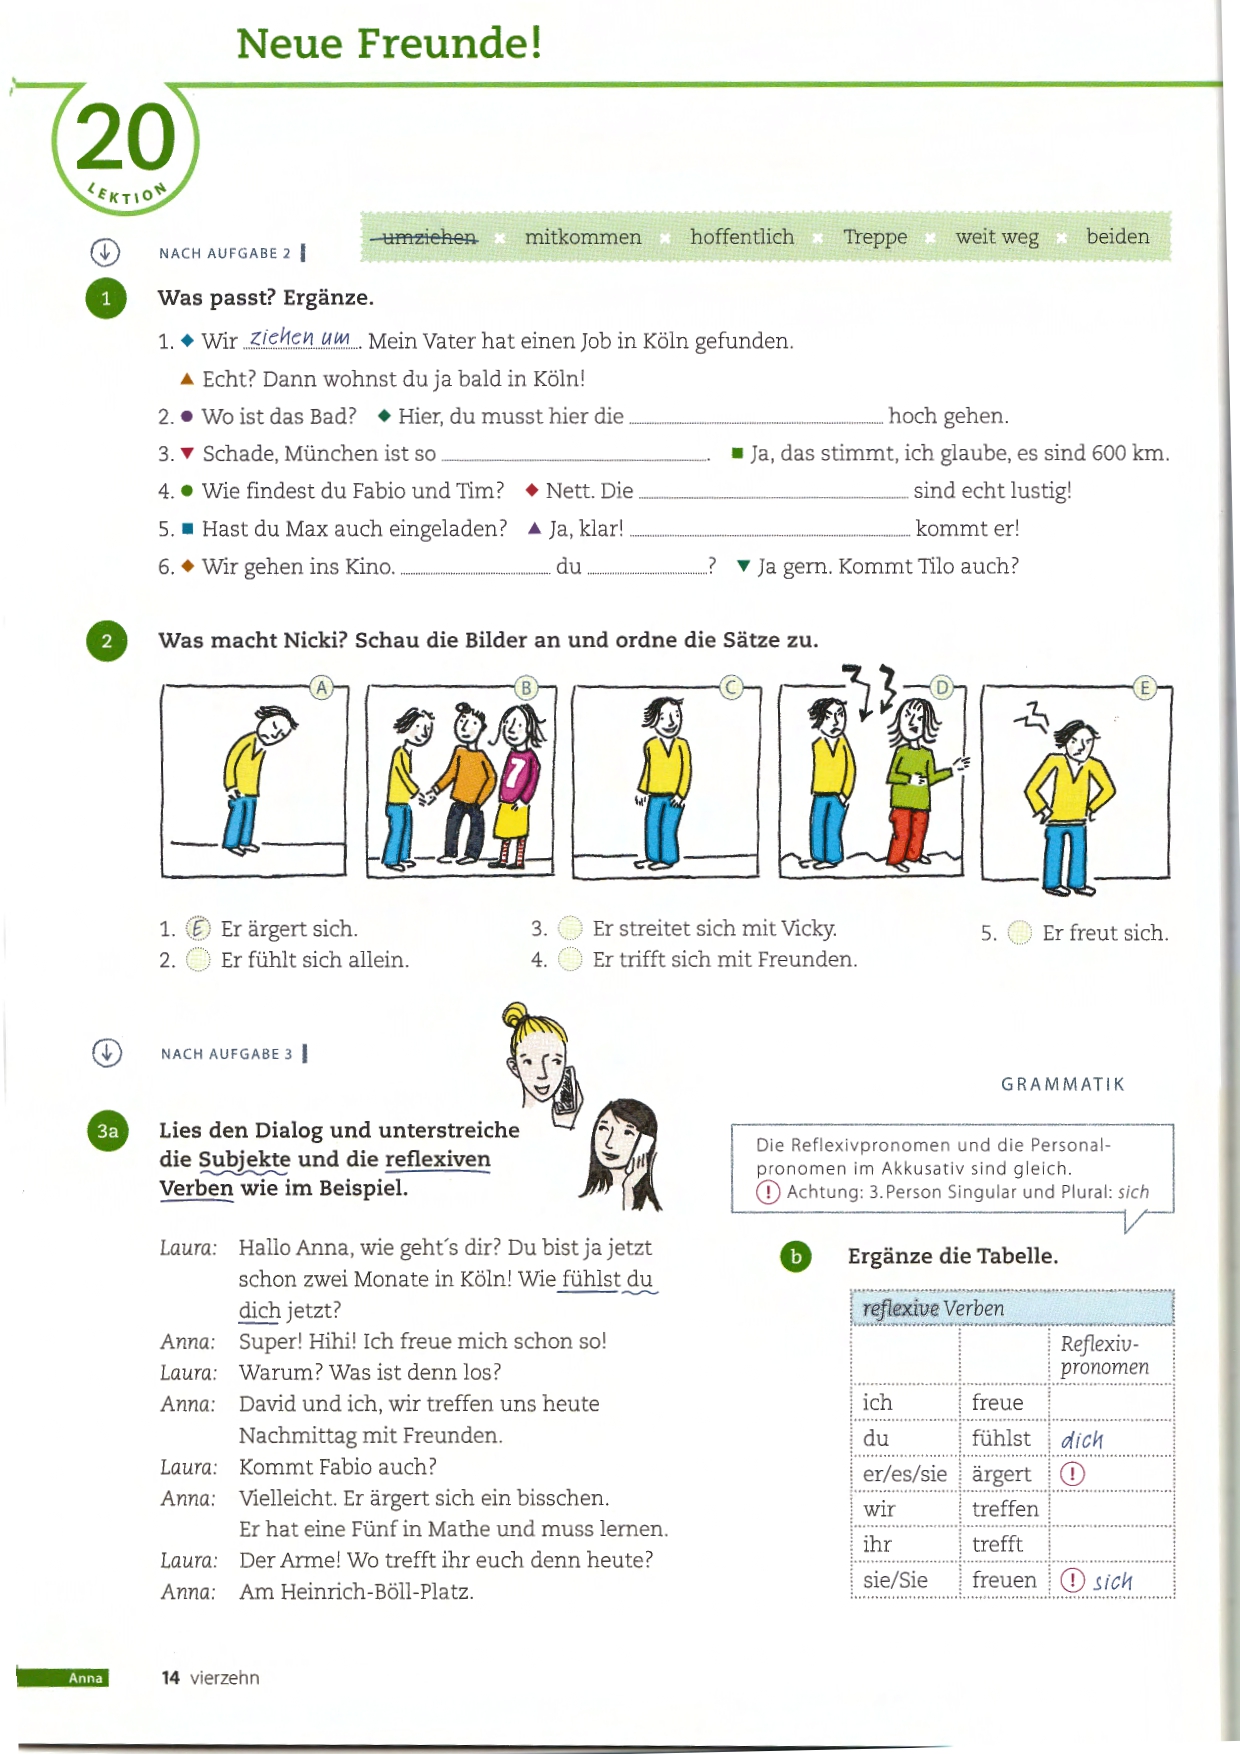 Neue Freunde!
20
LEKTION
umziehen × mitkommen × hoffentlich × Treppe × weit weg × beiden
NACH AUFGABE 2
1 Was passt? Ergänze.
1. ◆ Wir ziehen um. Mein Vater hat einen Job in Köln gefunden.
▲ Echt? Dann wohnst du ja bald in Köln!
2. ● Wo ist das Bad? ◆ Hier, du musst hier die ______ hoch gehen.
3. ▼ Schade, München ist so ______. ■ Ja, das stimmt, ich glaube, es sind 600 km.
4. ● Wie findest du Fabio und Tim? ◆ Nett. Die ______ sind echt lustig!
5. ■ Hast du Max auch eingeladen? ▲ Ja, klar! ______ kommt er!
6. ◆ Wir gehen ins Kino. ______ du ______? ▼ Ja gern. Kommt Tilo auch?
2 Was macht Nicki? Schau die Bilder an und ordne die Sätze zu.
A B C D E
7
1. E Er ärgert sich.
2. Er fühlt sich allein.
3. Er streitet sich mit Vicky.
4. Er trifft sich mit Freunden.
5. Er freut sich.
NACH AUFGABE 3
3a Lies den Dialog und unterstreiche
die Subjekte und die reflexiven
Verben wie im Beispiel.
Laura: Hallo Anna, wie geht´s dir? Du bist ja jetzt
schon zwei Monate in Köln! Wie fühlst du
dich jetzt?
Anna: Super! Hihi! Ich freue mich schon so!
Laura: Warum? Was ist denn los?
Anna: David und ich, wir treffen uns heute
Nachmittag mit Freunden.
Laura: Kommt Fabio auch?
Anna: Vielleicht. Er ärgert sich ein bisschen.
Er hat eine Fünf in Mathe und muss lernen.
Laura: Der Arme! Wo trefft ihr euch denn heute?
Anna: Am Heinrich-Böll-Platz.
GRAMMATIK
Die Reflexivpronomen und die Personal-
pronomen im Akkusativ sind gleich.
! Achtung: 3. Person Singular und Plural: sich
b Ergänze die Tabelle.
reflexive Verben
Reflexiv-
pronomen
ich freue
du fühlst dich
er/es/sie ärgert !
wir treffen
ihr trefft
sie/Sie freuen ! sich
Anna 14 vierzehn